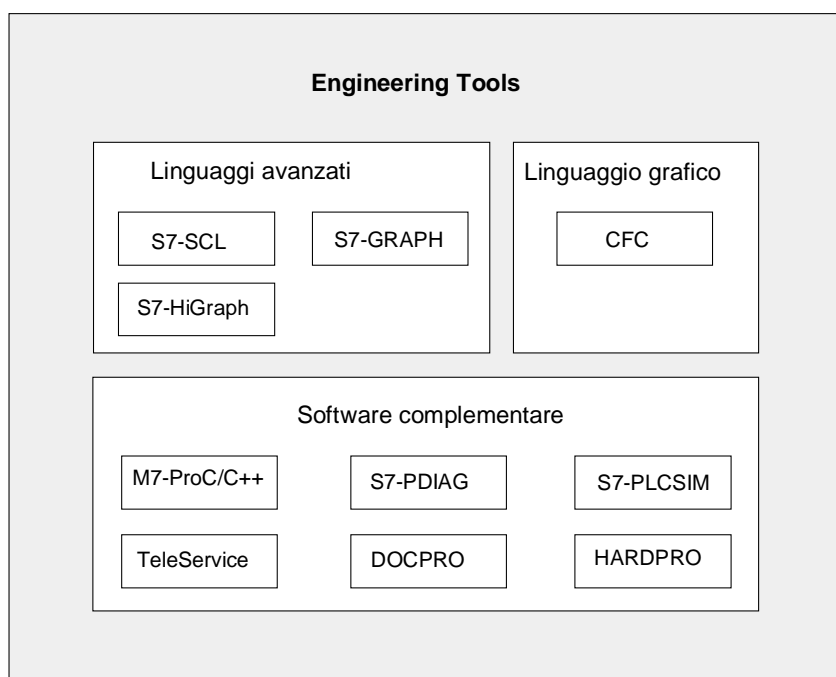 Engineering Tools
Linguaggi avanzati
S7-SCL
S7-GRAPH
S7-HiGraph
Linguaggio grafico
CFC
Software complementare
M7-ProC/C++
S7-PDIAG
S7-PLCSIM
TeleService
DOCPRO
HARDPRO